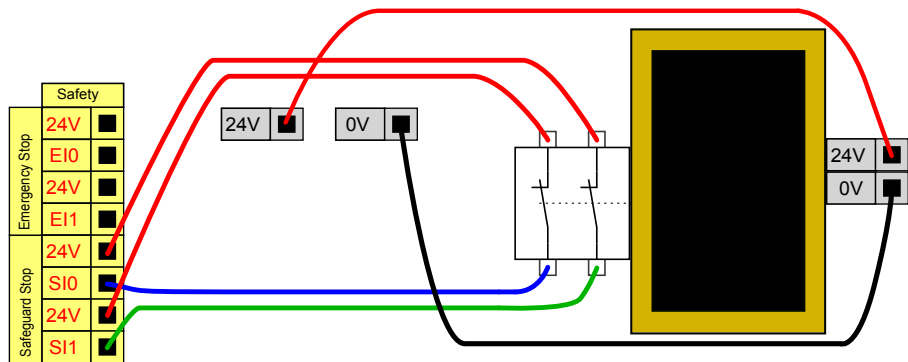 Safety
Emergency Stop
24V
EI0
24V
EI1
Safeguard Stop
24V
SI0
24V
SI1
24V
0V
24V
0V